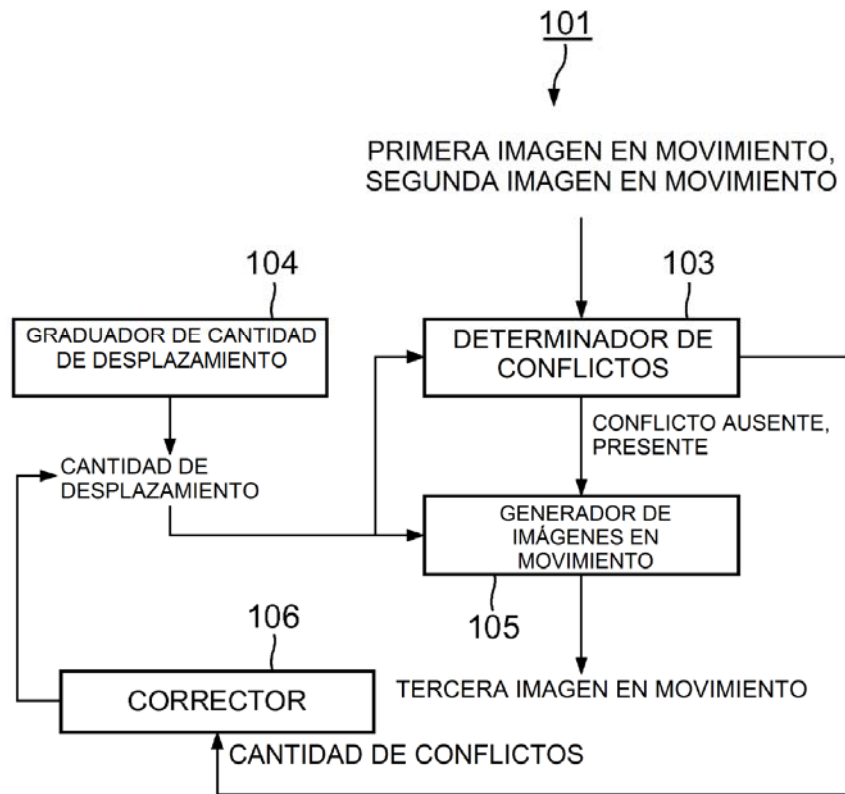 101
PRIMERA IMAGEN EN MOVIMIENTO,
SEGUNDA IMAGEN EN MOVIMIENTO
104
103
GRADUADOR DE CANTIDAD
DE DESPLAZAMIENTO
DETERMINADOR DE
CONFLICTOS
CONFLICTO AUSENTE,
PRESENTE
CANTIDAD DE
DESPLAZAMIENTO
GENERADOR DE
IMÁGENES EN
MOVIMIENTO
105
106
TERCERA IMAGEN EN MOVIMIENTO
CORRECTOR
CANTIDAD DE CONFLICTOS